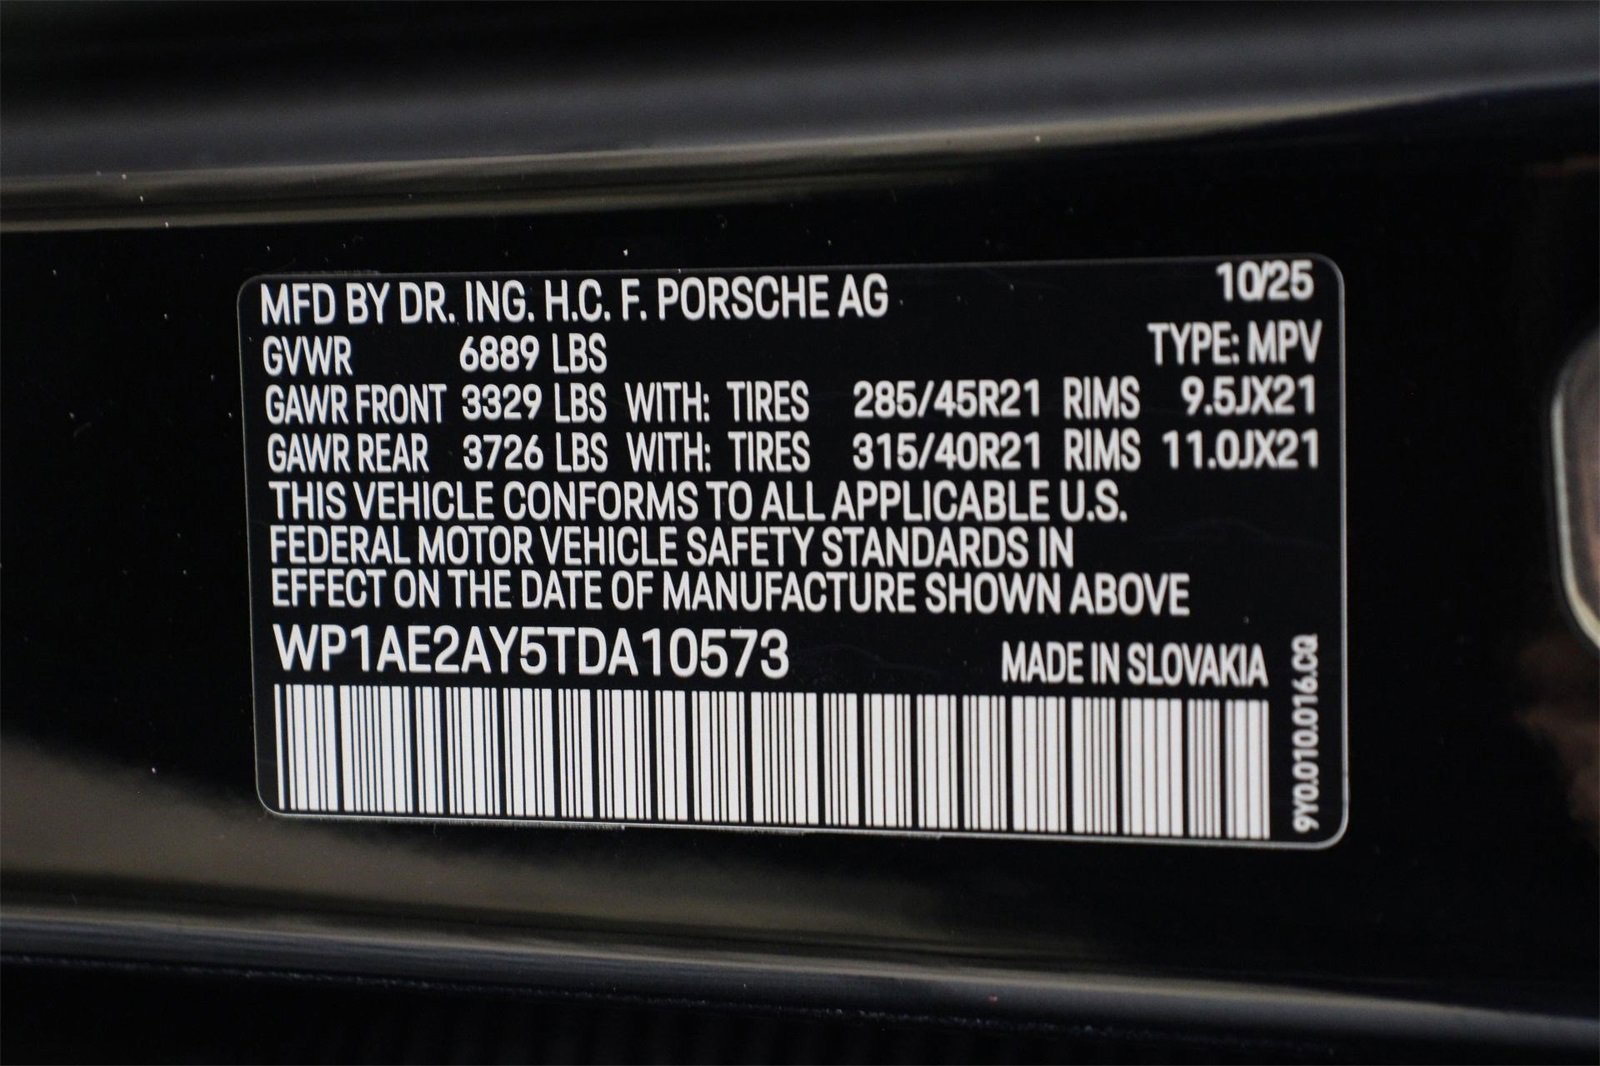 MFD BY DR. ING. H.C. F. PORSCHE AG 10/25
GVWR 6889 LBS TYPE: MPV
GAWR FRONT 3329 LBS WITH: TIRES 285/45R21 RIMS 9.5JX21
GAWR REAR 3726 LBS WITH: TIRES 315/40R21 RIMS 11.0JX21
THIS VEHICLE CONFORMS TO ALL APPLICABLE U.S.
FEDERAL MOTOR VEHICLE SAFETY STANDARDS IN
EFFECT ON THE DATE OF MANUFACTURE SHOWN ABOVE
WP1AE2AY5TDA10573 MADE IN SLOVAKIA
9Y0.010.016.CQ